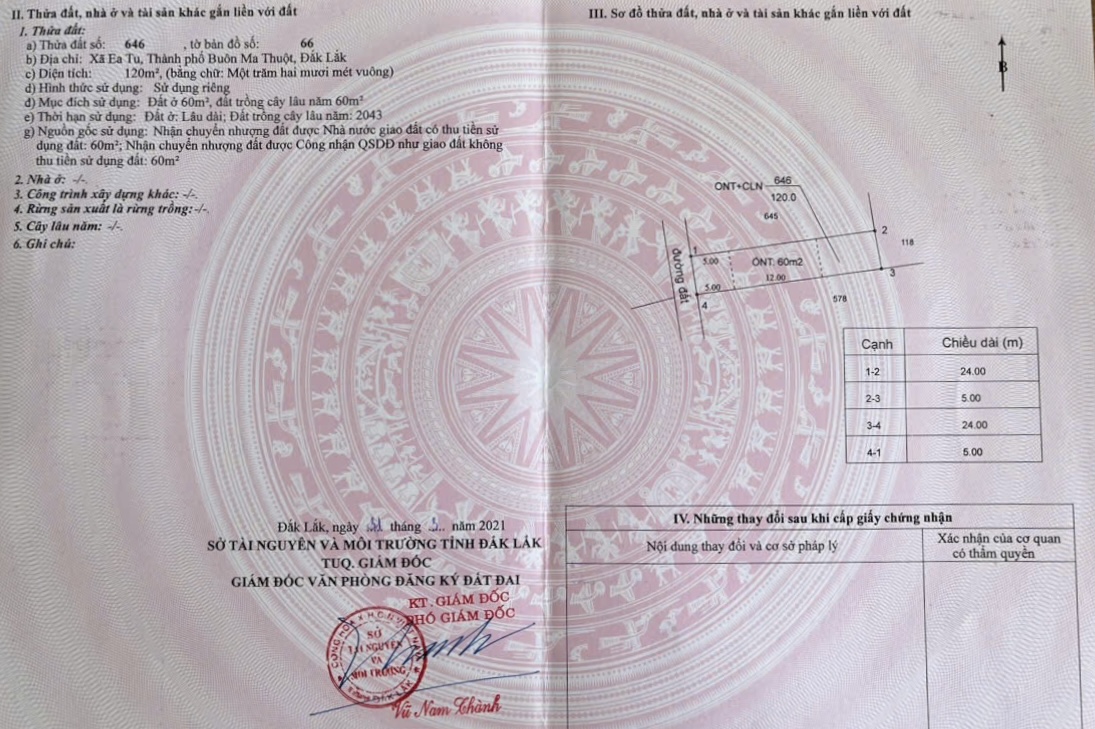 II. Thửa đất, nhà ở và tài sản khác gắn liền với đất
1. Thửa đất:
a) Thửa đất số: 646 , tờ bản đồ số: 66
b) Địa chỉ: Xã Ea Tu, Thành phố Buôn Ma Thuột, Đắk Lắk
c) Diện tích: 120m², (bằng chữ: Một trăm hai mươi mét vuông)
d) Hình thức sử dụng: Sử dụng riêng
đ) Mục đích sử dụng: Đất ở 60m², đất trồng cây lâu năm 60m²
e) Thời hạn sử dụng: Đất ở: Lâu dài; Đất trồng cây lâu năm: 2043
g) Nguồn gốc sử dụng: Nhận chuyển nhượng đất được Nhà nước giao đất có thu tiền sử
dụng đất: 60m²; Nhận chuyển nhượng đất được Công nhận QSDĐ như giao đất không
thu tiền sử dụng đất: 60m²
2. Nhà ở: -/-.
3. Công trình xây dựng khác: -/-.
4. Rừng sản xuất là rừng trồng: -/-.
5. Cây lâu năm: -/-.
6. Ghi chú:
Đắk Lắk, ngày tháng năm 2021
SỞ TÀI NGUYÊN VÀ MÔI TRƯỜNG TỈNH ĐẮK LẮK
TUQ. GIÁM ĐỐC
GIÁM ĐỐC VĂN PHÒNG ĐĂNG KÝ ĐẤT ĐAI
KT. GIÁM ĐỐC
PHÓ GIÁM ĐỐC
SỞ
TÀI NGUYÊN
VÀ
MÔI TRƯỜNG
Vũ Nam Thành
III. Sơ đồ thửa đất, nhà ở và tài sản khác gắn liền với đất
B
ONT+CLN 646
120.0
645
2
118
1
5.00
ONT: 60m2
12.00
3
đường đất
5.00
4
578
Cạnh Chiều dài (m)
1-2 24.00
2-3 5.00
3-4 24.00
4-1 5.00
IV. Những thay đổi sau khi cấp giấy chứng nhận
Nội dung thay đổi và cơ sở pháp lý
Xác nhận của cơ quan
có thẩm quyền